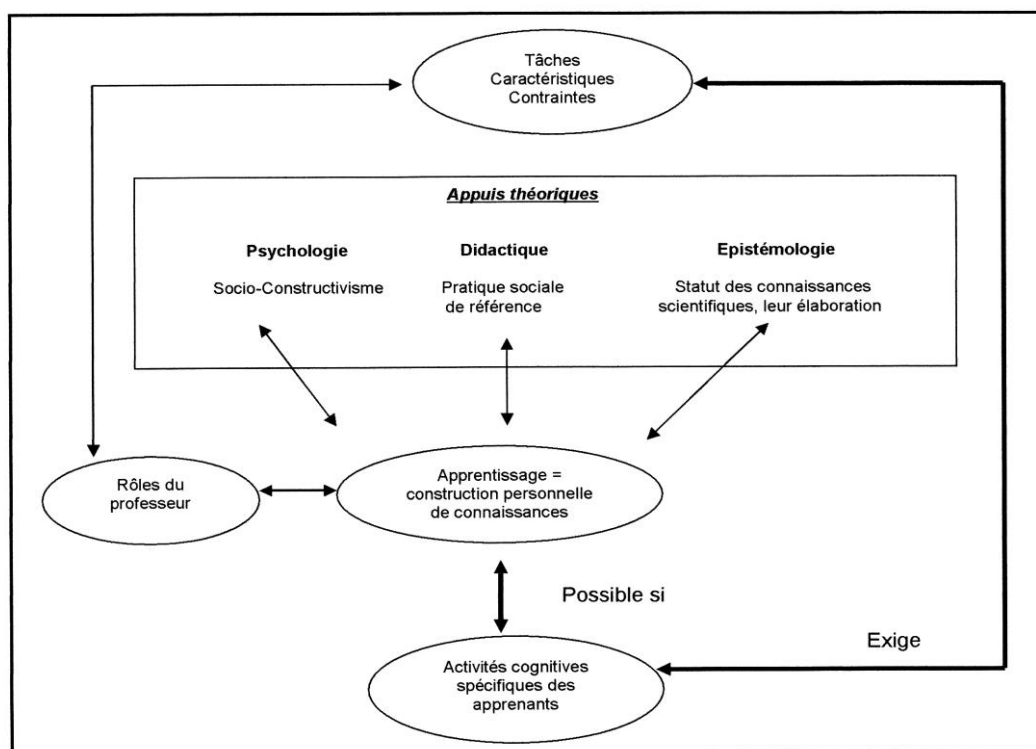 Tâches
Caractéristiques
Contraintes
Appuis théoriques
Psychologie
Didactique
Epistémologie
Socio-Constructivisme
Pratique sociale
de référence
Statut des connaissances
scientifiques, leur élaboration
Rôles du
professeur
Apprentissage =
construction personnelle
de connaissances
Possible si
Exige
Activités cognitives
spécifiques des
apprenants